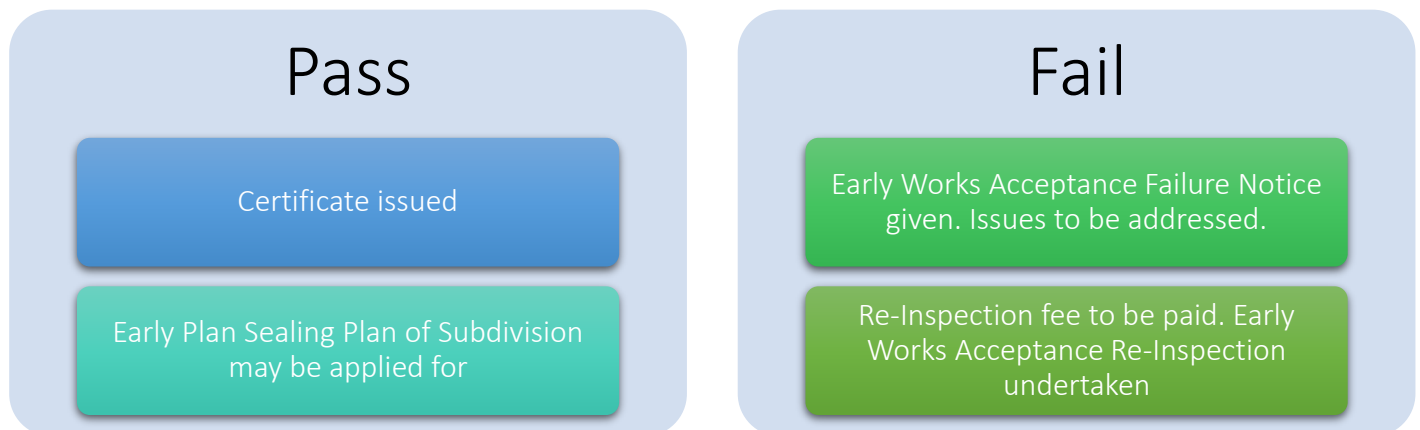 Pass
Certificate issued
Early Plan Sealing Plan of Subdivision
may be applied for
Fail
Early Works Acceptance Failure Notice
given. Issues to be addressed.
Re-Inspection fee to be paid. Early
Works Acceptance Re-Inspection
undertaken